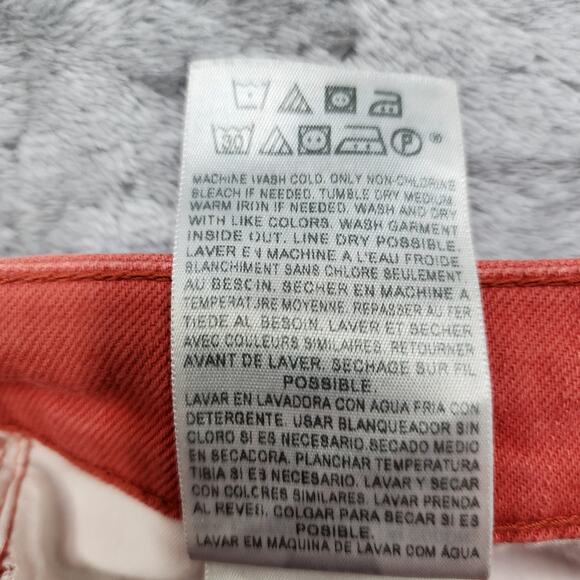 30 P
MACHINE WASH COLD. ONLY NON-CHLORINE
BLEACH IF NEEDED. TUMBLE DRY MEDIUM.
WARM IRON IF NEEDED. WASH AND DRY
WITH LIKE COLORS. WASH GARMENT
INSIDE OUT. LINE DRY POSSIBLE.
LAVER EN MACHINE A L'EAU FROIDE
BLANCHIMENT SANS CHLORE SEULEMENT
AU BESOIN. SECHER EN MACHINE A
TEMPERATURE MOYENNE. REPASSER AU FER
TIEDE AL BESOIN. LAVER ET SECHER
AVEC COULEURS SIMILAIRES. RETOURNER
AVANT DE LAVER. SECHAGE SUR FIL
POSSIBLE.
LAVAR EN LAVADORA CON AGUA FRIA CON
DETERGENTE. USAR BLANQUEADOR SIN
CLORO SI ES NECESARIO. SECADO MEDIO
EN SECADORA. PLANCHAR TEMPERATURA
TIBIA SI ES NECESARIO. LAVAR Y SECAR
CON COLORES SIMILARES. LAVAR PRENDA
AL REVES. COLGAR PARA SECAR SI ES
POSIBLE.
LAVAR EM MÁQUINA DE LAVAR COM ÁGUA